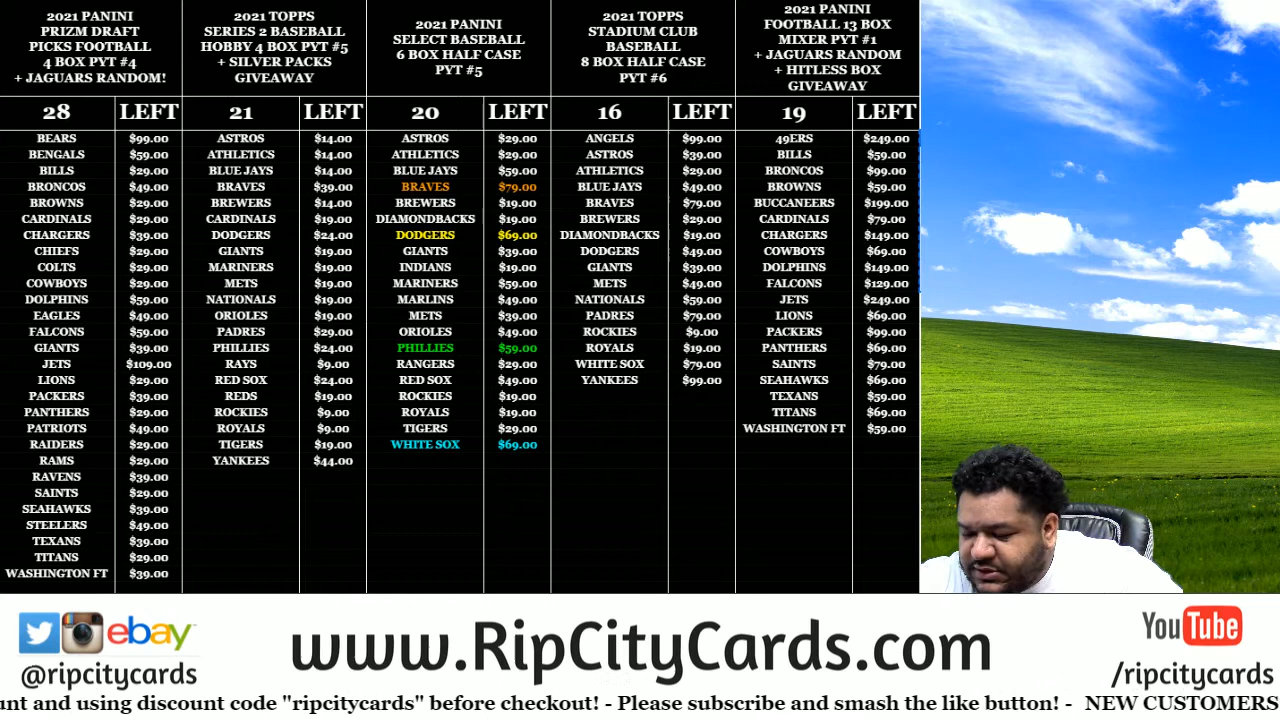 2021 PANINI
PRIZM DRAFT
PICKS FOOTBALL
4 BOX PYT #4
+ JAGUARS RANDOM!
28 LEFT
BEARS $99.00
BENGALS $59.00
BILLS $29.00
BRONCOS $49.00
BROWNS $29.00
CARDINALS $29.00
CHARGERS $39.00
CHIEFS $29.00
COLTS $29.00
COWBOYS $29.00
DOLPHINS $59.00
EAGLES $49.00
FALCONS $59.00
GIANTS $39.00
JETS $109.00
LIONS $29.00
PACKERS $39.00
PANTHERS $29.00
PATRIOTS $49.00
RAIDERS $29.00
RAMS $29.00
RAVENS $39.00
SAINTS $29.00
SEAHAWKS $39.00
STEELERS $49.00
TEXANS $39.00
TITANS $29.00
WASHINGTON FT $39.00
2021 TOPPS
SERIES 2 BASEBALL
HOBBY 4 BOX PYT #5
+ SILVER PACKS
GIVEAWAY
21 LEFT
ASTROS $14.00
ATHLETICS $14.00
BLUE JAYS $14.00
BRAVES $39.00
BREWERS $14.00
CARDINALS $19.00
DODGERS $24.00
GIANTS $19.00
MARINERS $19.00
METS $19.00
NATIONALS $19.00
ORIOLES $19.00
PADRES $29.00
PHILLIES $24.00
RAYS $9.00
RED SOX $24.00
REDS $19.00
ROCKIES $9.00
ROYALS $9.00
TIGERS $19.00
YANKEES $44.00
2021 PANINI
SELECT BASEBALL
6 BOX HALF CASE
PYT #5
20 LEFT
ASTROS $29.00
ATHLETICS $29.00
BLUE JAYS $59.00
BRAVES $79.00
BREWERS $19.00
DIAMONDBACKS $19.00
DODGERS $69.00
GIANTS $39.00
INDIANS $19.00
MARINERS $59.00
MARLINS $49.00
METS $39.00
ORIOLES $49.00
PHILLIES $59.00
RANGERS $29.00
RED SOX $49.00
ROCKIES $19.00
ROYALS $19.00
TIGERS $29.00
WHITE SOX $69.00
2021 TOPPS
STADIUM CLUB
BASEBALL
8 BOX HALF CASE
PYT #6
16 LEFT
ANGELS $99.00
ASTROS $39.00
ATHLETICS $29.00
BLUE JAYS $49.00
BRAVES $79.00
BREWERS $29.00
DIAMONDBACKS $19.00
DODGERS $49.00
GIANTS $39.00
METS $49.00
NATIONALS $59.00
PADRES $79.00
ROCKIES $9.00
ROYALS $19.00
WHITE SOX $79.00
YANKEES $99.00
2021 PANINI
FOOTBALL 13 BOX
MIXER PYT #1
+ JAGUARS RANDOM
+ HITLESS BOX
GIVEAWAY
19 LEFT
49ERS $249.00
BILLS $59.00
BRONCOS $99.00
BROWNS $59.00
BUCCANEERS $199.00
CARDINALS $79.00
CHARGERS $149.00
COWBOYS $69.00
DOLPHINS $149.00
FALCONS $129.00
JETS $249.00
LIONS $69.00
PACKERS $99.00
PANTHERS $69.00
SAINTS $79.00
SEAHAWKS $69.00
TEXANS $59.00
TITANS $69.00
WASHINGTON FT $59.00
ebay
@ripcitycards
www.RipCityCards.com
YouTube
/ripcitycards
unt and using discount code "ripcitycards" before checkout! - Please subscribe and smash the like button! - NEW CUSTOMERS